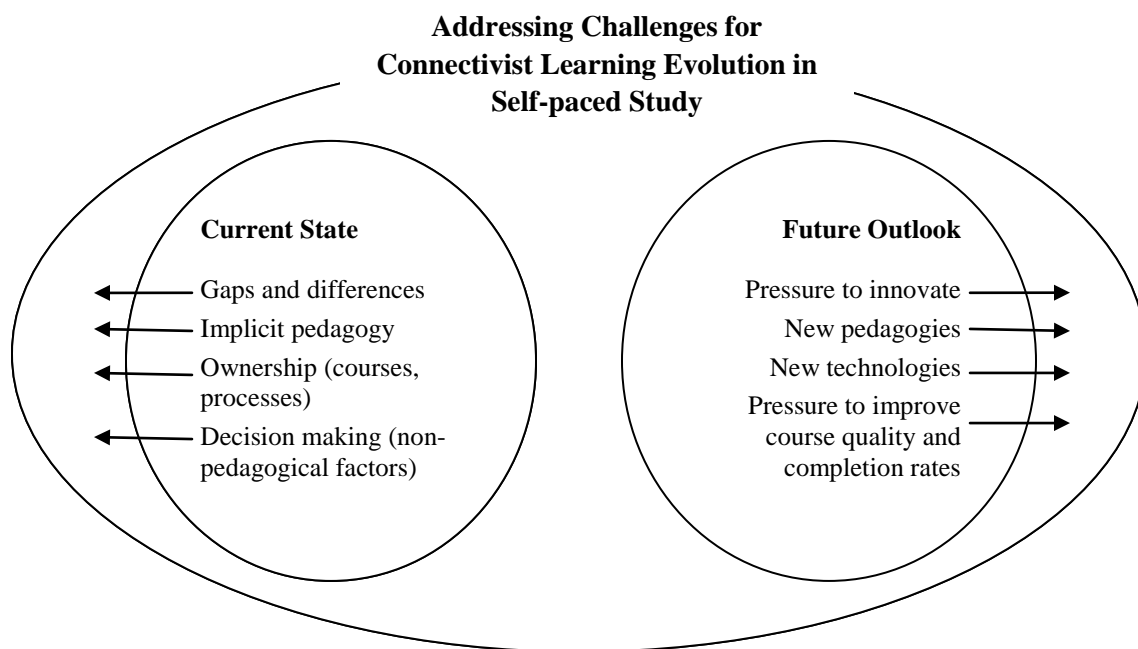 Addressing Challenges for
Connectivist Learning Evolution in
Self-paced Study
Current State
Gaps and differences
Implicit pedagogy
Ownership (courses,
processes)
Decision making (non-
pedagogical factors)
Future Outlook
Pressure to innovate
New pedagogies
New technologies
Pressure to improve
course quality and
completion rates